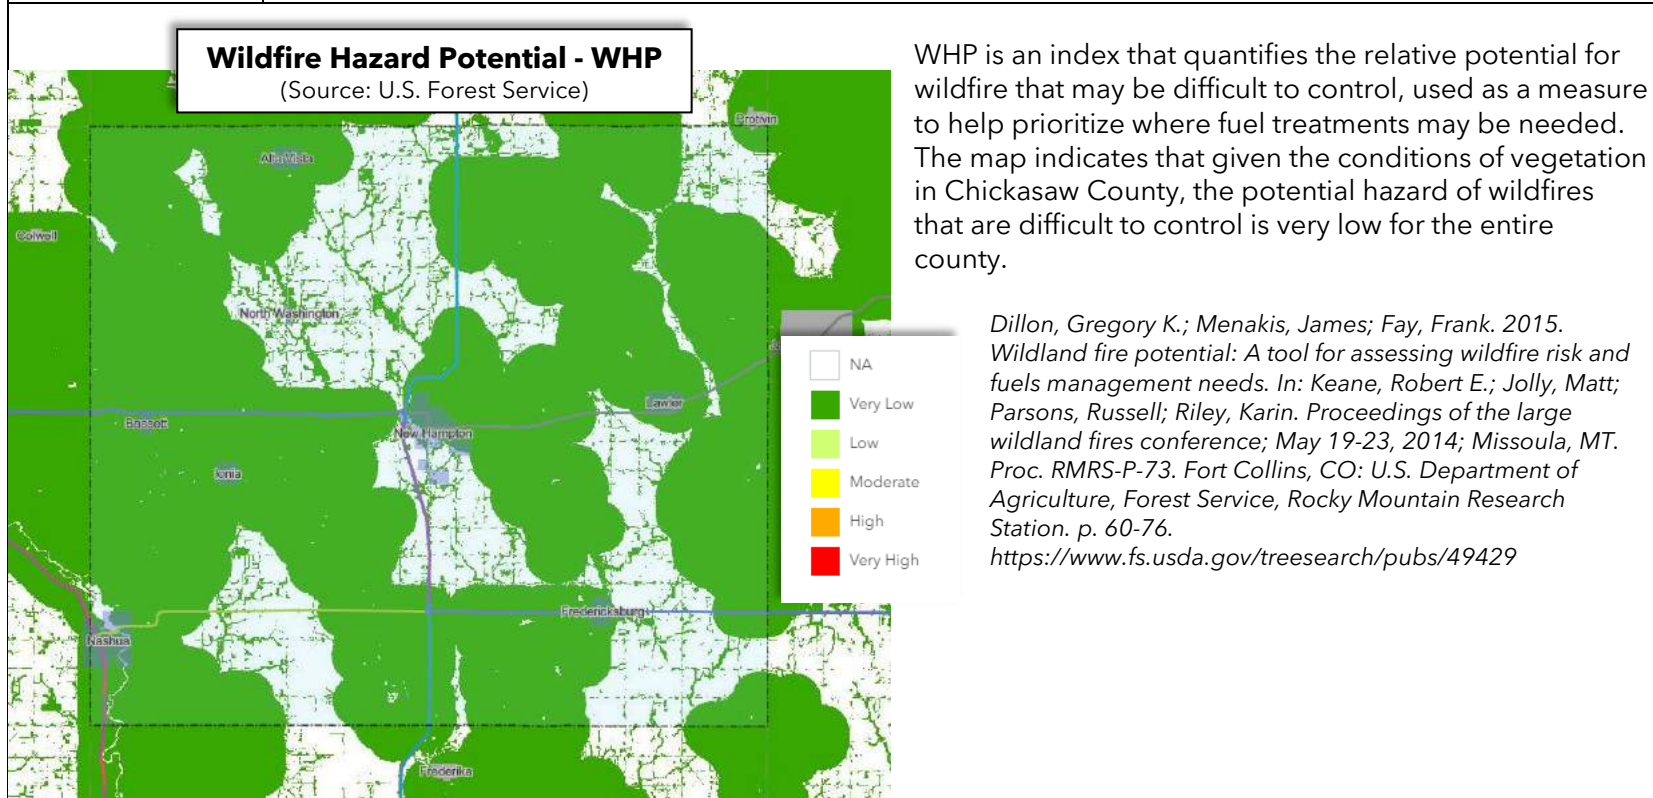 Wildfire Hazard Potential - WHP
(Source: U.S. Forest Service)
WHP is an index that quantifies the relative potential for
wildfire that may be difficult to control, used as a measure
to help prioritize where fuel treatments may be needed.
The map indicates that given the conditions of vegetation
in Chickasaw County, the potential hazard of wildfires
that are difficult to control is very low for the entire
county.
Dillon, Gregory K.; Menakis, James; Fay, Frank. 2015.
Wildland fire potential: A tool for assessing wildfire risk and
fuels management needs. In: Keane, Robert E.; Jolly, Matt;
Parsons, Russell; Riley, Karin. Proceedings of the large
wildland fires conference; May 19-23, 2014; Missoula, MT.
Proc. RMRS-P-73. Fort Collins, CO: U.S. Department of
Agriculture, Forest Service, Rocky Mountain Research
Station. p. 60-76.
https://www.fs.usda.gov/treesearch/pubs/49429
Protivin
Alta Vista
Colwell
North Washington
Bassett
New Hampton
Lawler
Ionia
Nashua
Fredericksburg
Frederika
NA
Very Low
Low
Moderate
High
Very High